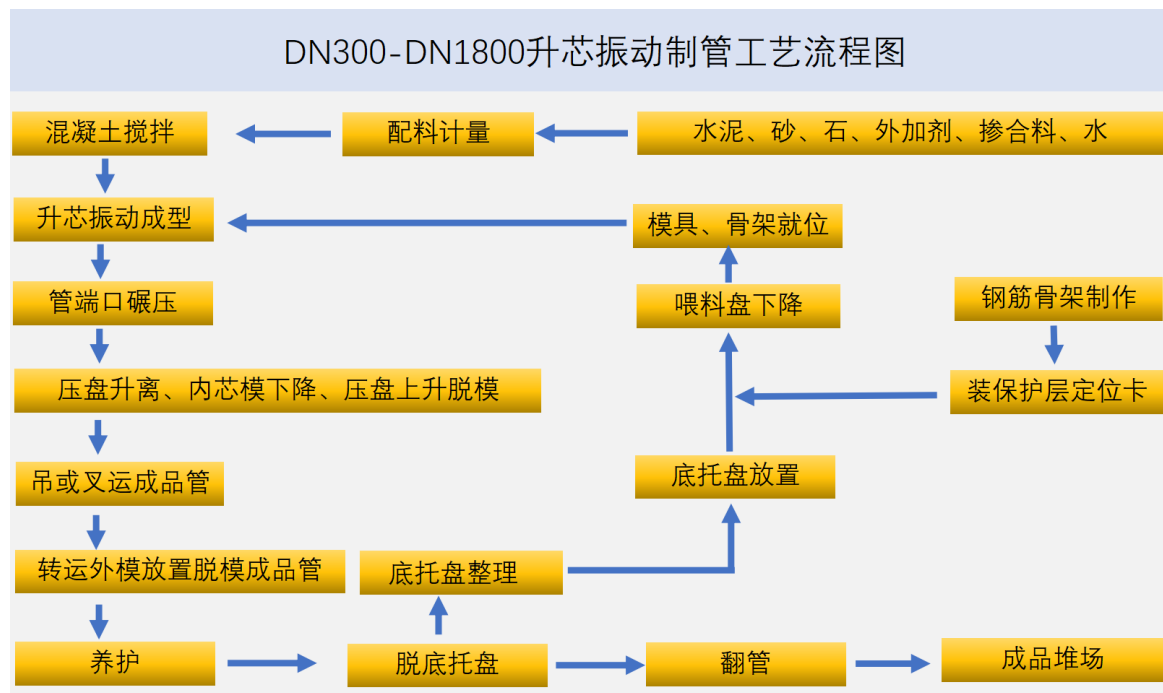 DN300-DN1800升芯振动制管工艺流程图
混凝土搅拌
配料计量
水泥、砂、石、外加剂、掺合料、水
升芯振动成型
模具、骨架就位
管端口碾压
喂料盘下降
钢筋骨架制作
压盘升离、内芯模下降、压盘上升脱模
装保护层定位卡
吊或叉运成品管
底托盘放置
转运外模放置脱模成品管
底托盘整理
养护
脱底托盘
翻管
成品堆场